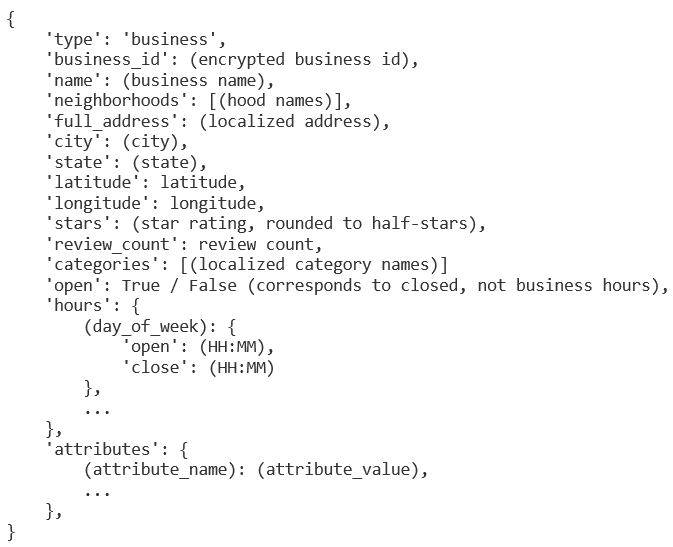 {
    'type': 'business',
    'business_id': (encrypted business id),
    'name': (business name),
    'neighborhoods': [(hood names)],
    'full_address': (localized address),
    'city': (city),
    'state': (state),
    'latitude': latitude,
    'longitude': longitude,
    'stars': (star rating, rounded to half-stars),
    'review_count': review count,
    'categories': [(localized category names)]
    'open': True / False (corresponds to closed, not business hours),
    'hours': {
        (day_of_week): {
            'open': (HH:MM),
            'close': (HH:MM)
        },
        ...
    },
    'attributes': {
        (attribute_name): (attribute_value),
        ...
    },
}